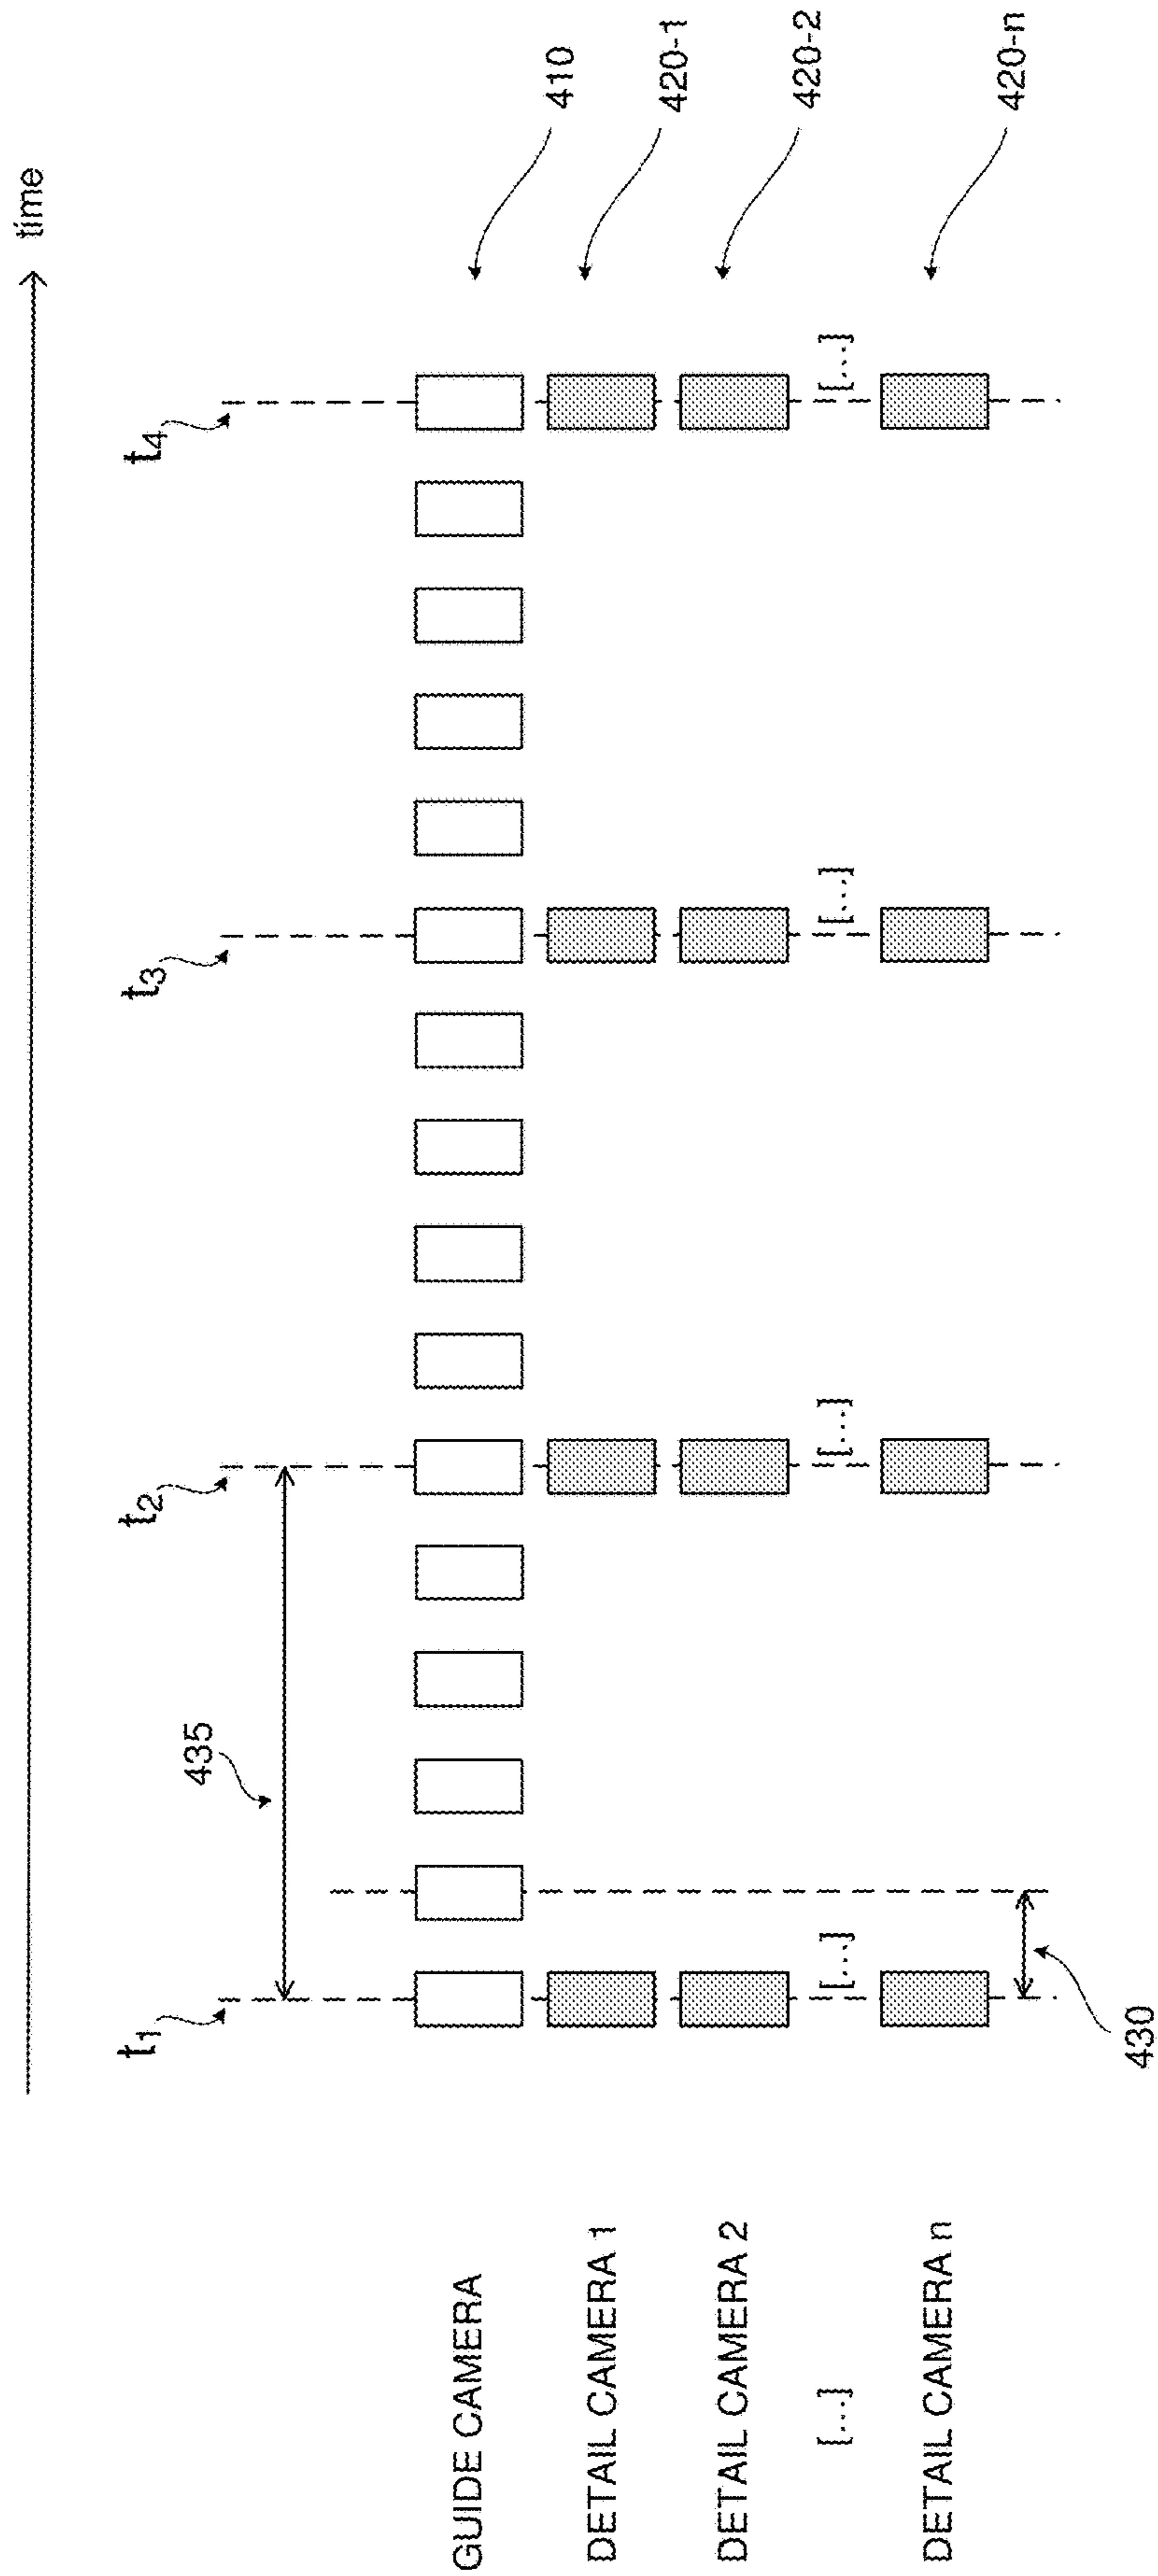 time
t1
t2
t3
t4
435
GUIDE CAMERA
410
DETAIL CAMERA 1
420-1
DETAIL CAMERA 2
420-2
[...]
[...]
[...]
[...]
[...]
DETAIL CAMERA n
420-n
430